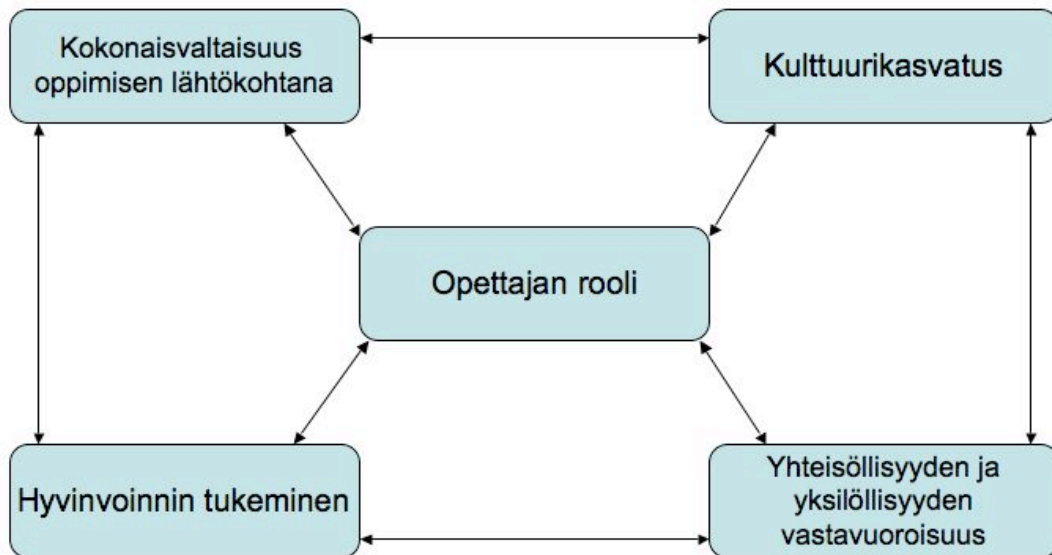 Kokonaisvaltaisuus
oppimisen lähtökohtana
Kulttuurikasvatus
Opettajan rooli
Hyvinvoinnin tukeminen
Yhteisöllisyyden ja
yksilöllisyyden
vastavuoroisuus